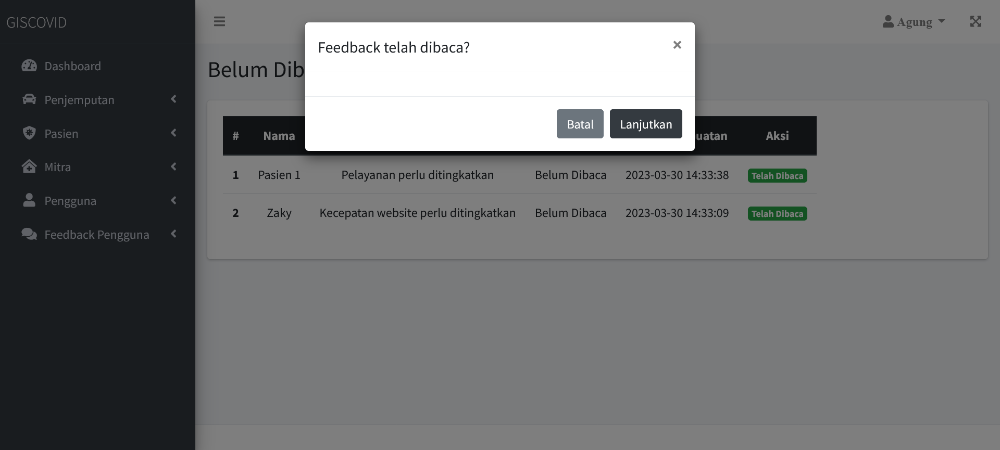 GISCOVID
Agung
Feedback telah dibaca?
×
Batal
Lanjutkan
Dashboard
Penjemputan
Pasien
Mitra
Pengguna
Feedback Pengguna
Belum Dib
# Nama uatan Aksi
1 Pasien 1 Pelayanan perlu ditingkatkan Belum Dibaca 2023-03-30 14:33:38 Telah Dibaca
2 Zaky Kecepatan website perlu ditingkatkan Belum Dibaca 2023-03-30 14:33:09 Telah Dibaca